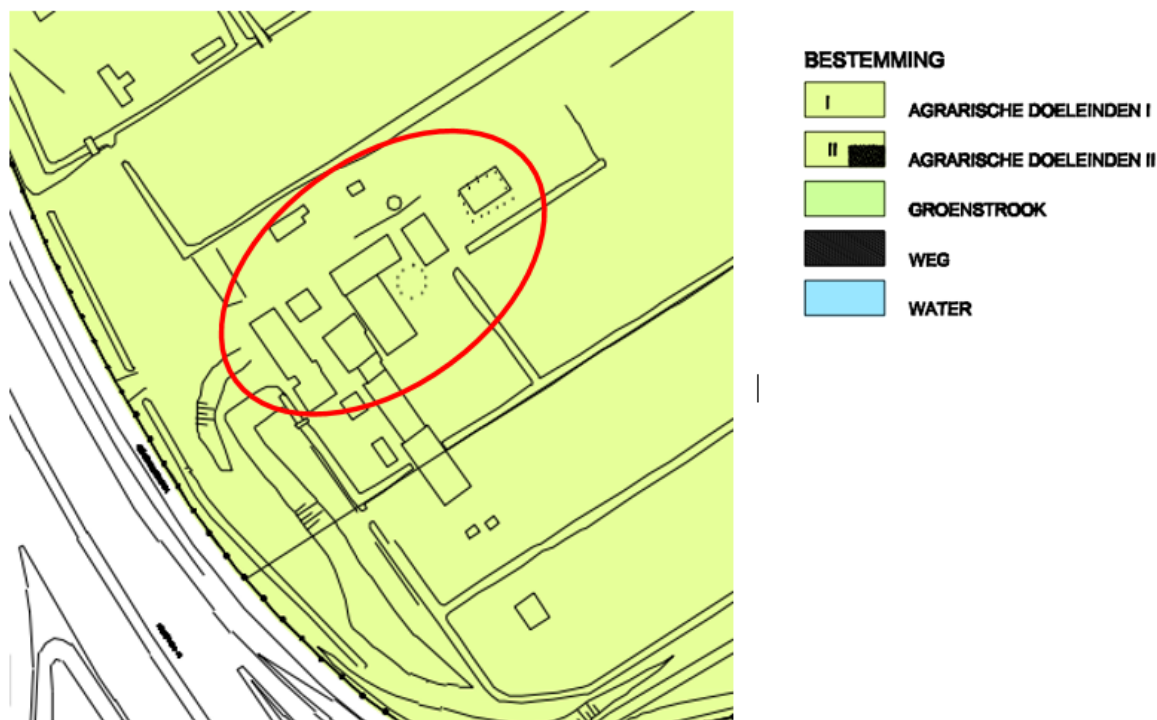 BESTEMMING
I AGRARISCHE DOELEINDEN I
II AGRARISCHE DOELEINDEN II
GROENSTROOK
WEG
WATER